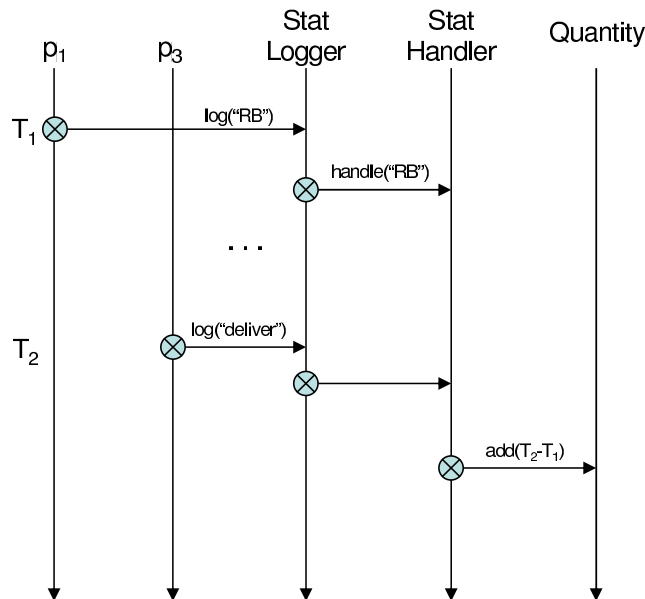 p1
p3
Stat
Logger
Stat
Handler
Quantity
T1
log(“RB”)
handle(“RB”)
...
T2
log(“deliver”)
add(T2-T1)